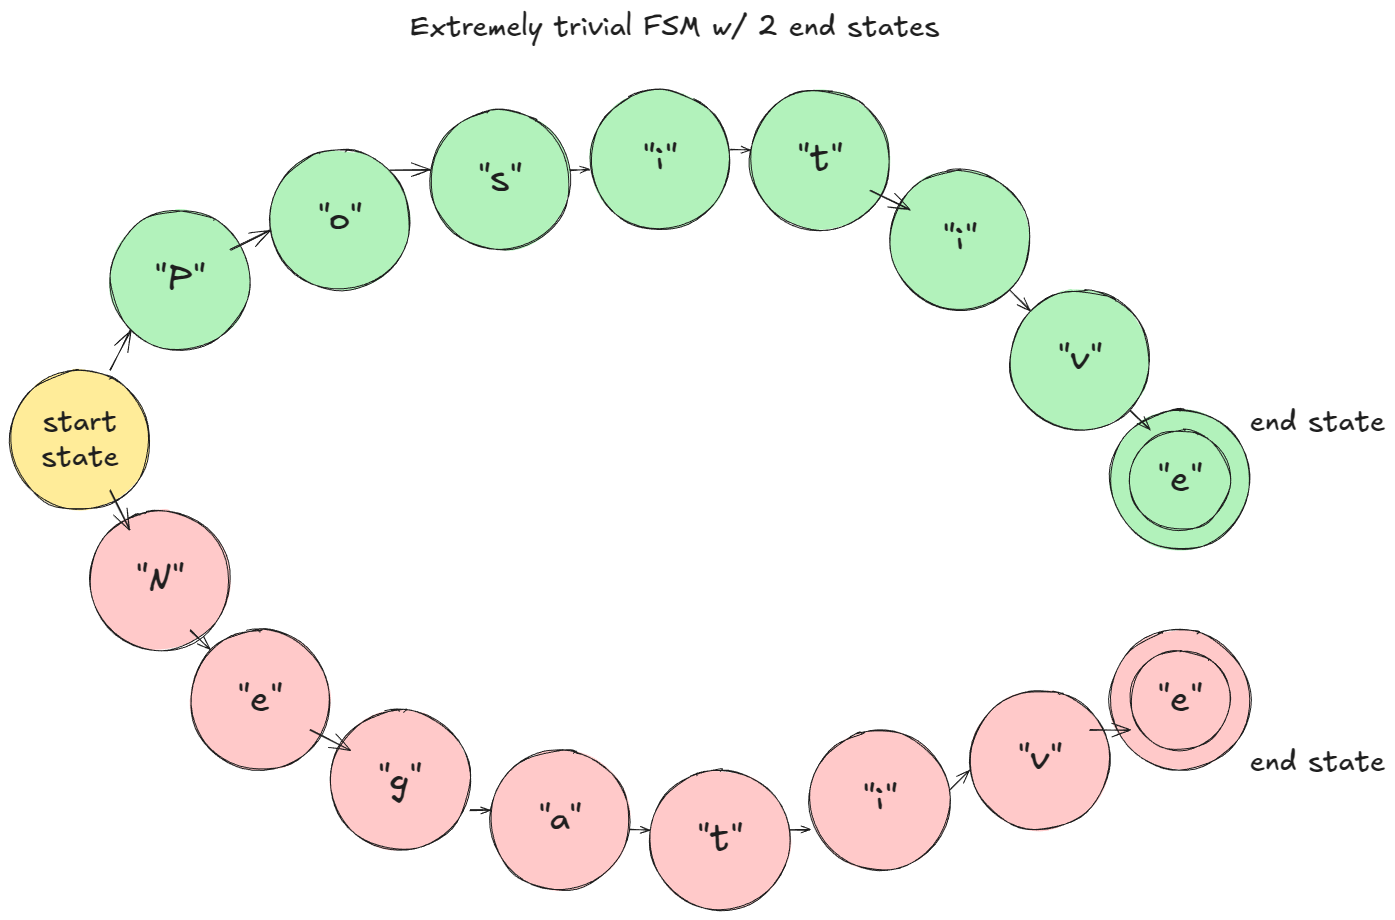 Extremely trivial FSM w/ 2 end states
"P"
"o"
"s"
"i"
"t"
"i"
"v"
"e"
end state
start
state
"N"
"e"
"g"
"a"
"t"
"i"
"v"
"e"
end state